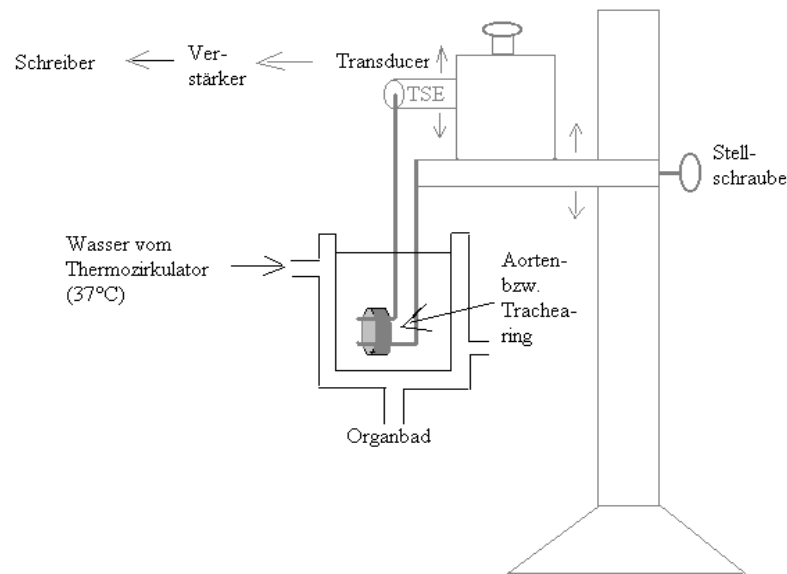 Schreiber
Ver-
stärker
Transducer
TSE
Stell-
schraube
Wasser vom
Thermozirkulator
(37°C)
Aorten-
bzw.
Trachea-
ring
Organbad